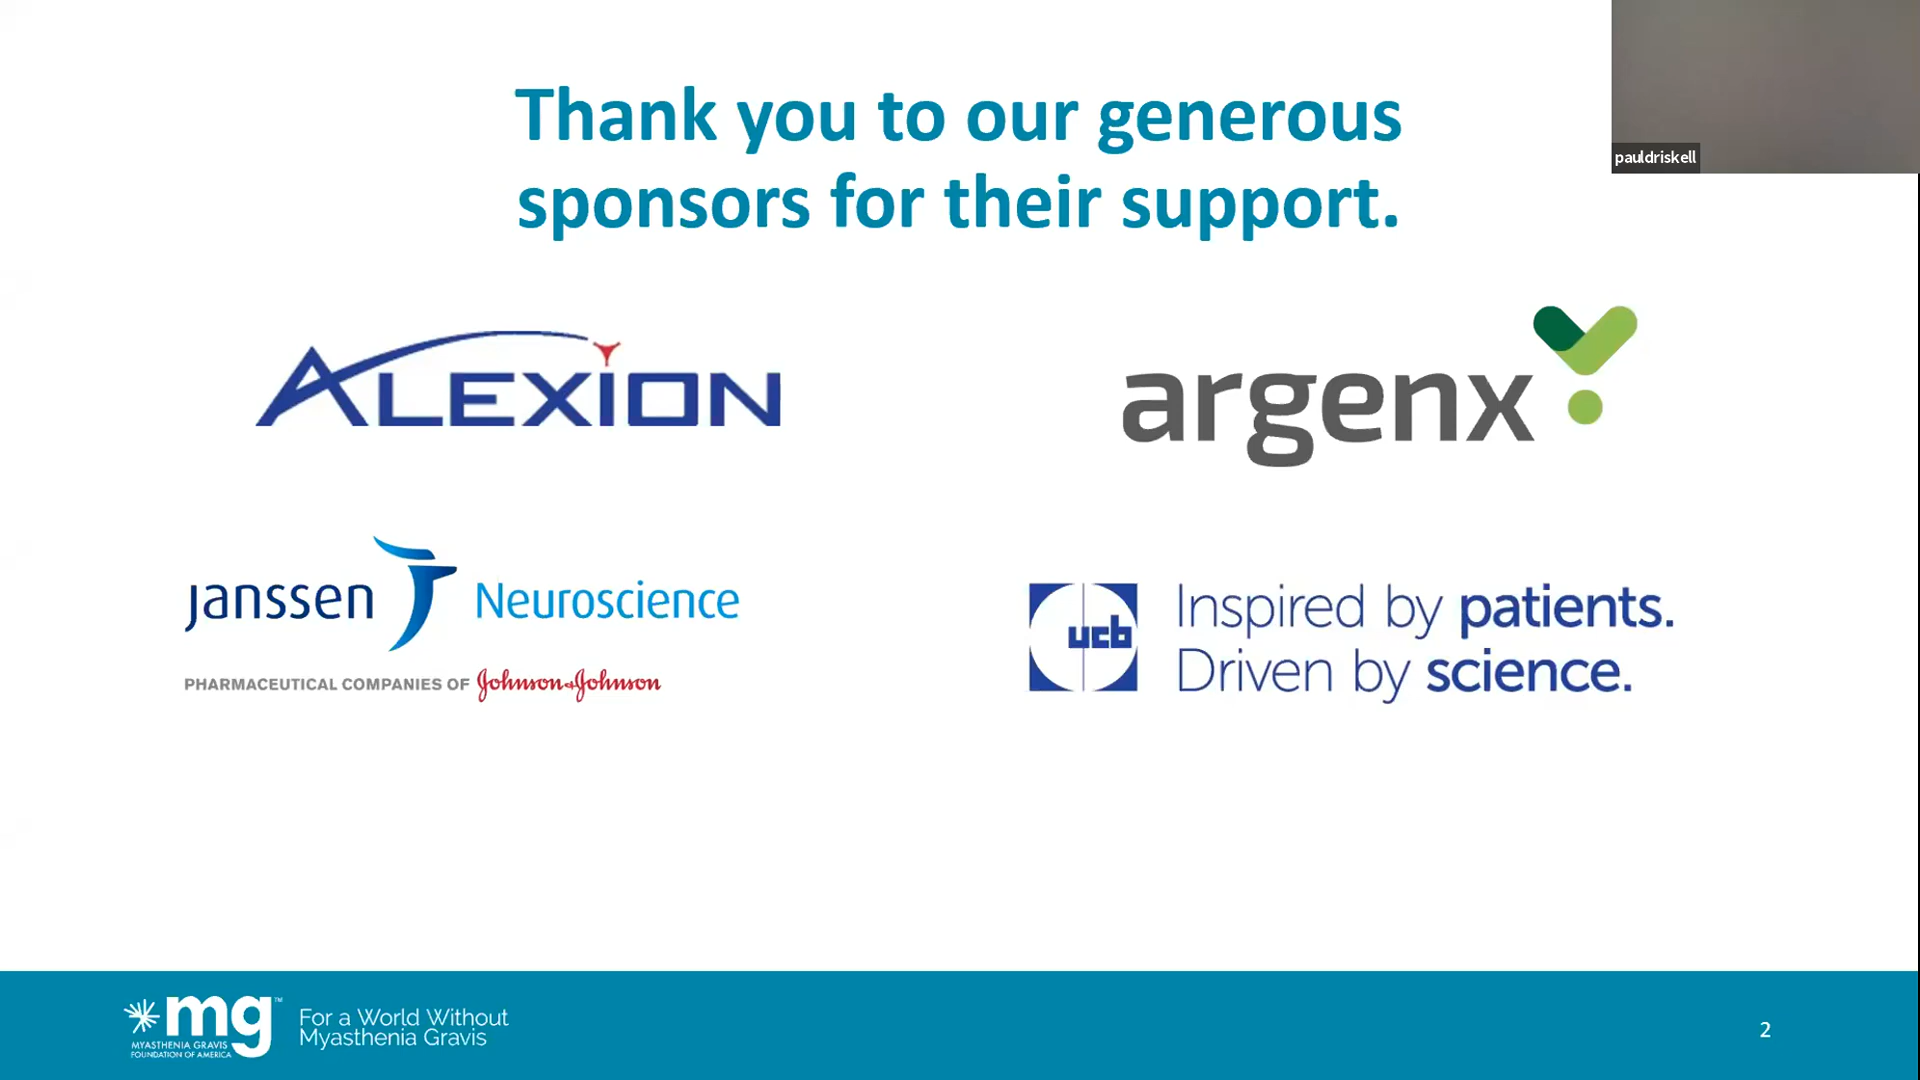 Thank you to our generous
sponsors for their support.
pauldriskell
ALEXION
argenx
janssen Neuroscience
PHARMACEUTICAL COMPANIES OF Johnson & Johnson
ucb
Inspired by patients.
Driven by science.
mg™
MYASTHENIA GRAVIS
FOUNDATION OF AMERICA
For a World Without
Myasthenia Gravis
2